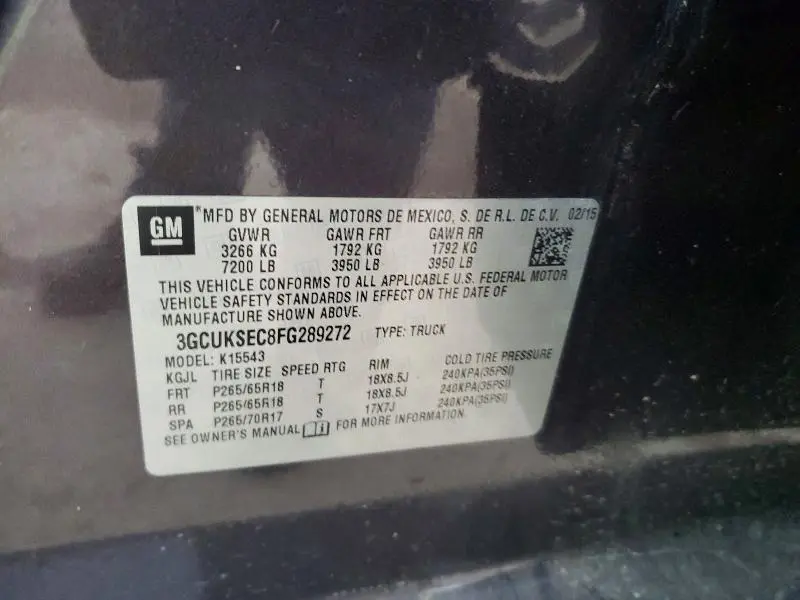 GM *MFD BY GENERAL MOTORS DE MEXICO, S. DE R.L. DE C.V. 02/15
GVWR GAWR FRT GAWR RR
3266 KG 1792 KG 1792 KG
7200 LB 3950 LB 3950 LB
THIS VEHICLE CONFORMS TO ALL APPLICABLE U.S. FEDERAL MOTOR
VEHICLE SAFETY STANDARDS IN EFFECT ON THE DATE OF
MANUFACTURE SHOWN ABOVE.
3GCUKSEC8FG289272 TYPE: TRUCK
MODEL: K15543
KGJL TIRE SIZE SPEED RTG RIM COLD TIRE PRESSURE
FRT P265/65R18 T 18X8.5J 240KPA(35PSI)
RR P265/65R18 T 18X8.5J 240KPA(35PSI)
SPA P265/70R17 S 17X7J 240KPA(35PSI)
SEE OWNER'S MANUAL FOR MORE INFORMATION.